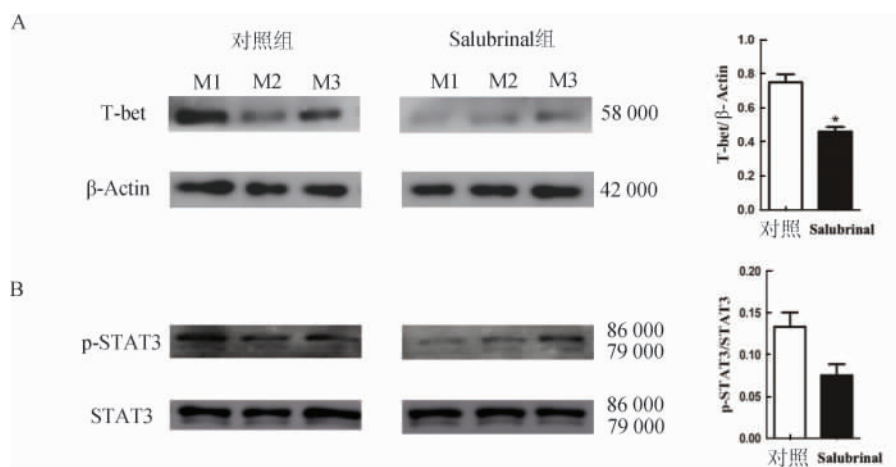 A
对照组 Salubrinal组
M1 M2 M3 M1 M2 M3
T-bet 58 000
β-Actin 42 000
T-bet/β-Actin
1.0
0.8
0.6
0.4
0.2
0.0
*
对照 Salubrinal
B
p-STAT3 86 000
79 000
STAT3 86 000
79 000
p-STAT3/STAT3
0.20
0.15
0.10
0.05
0.00
对照 Salubrinal